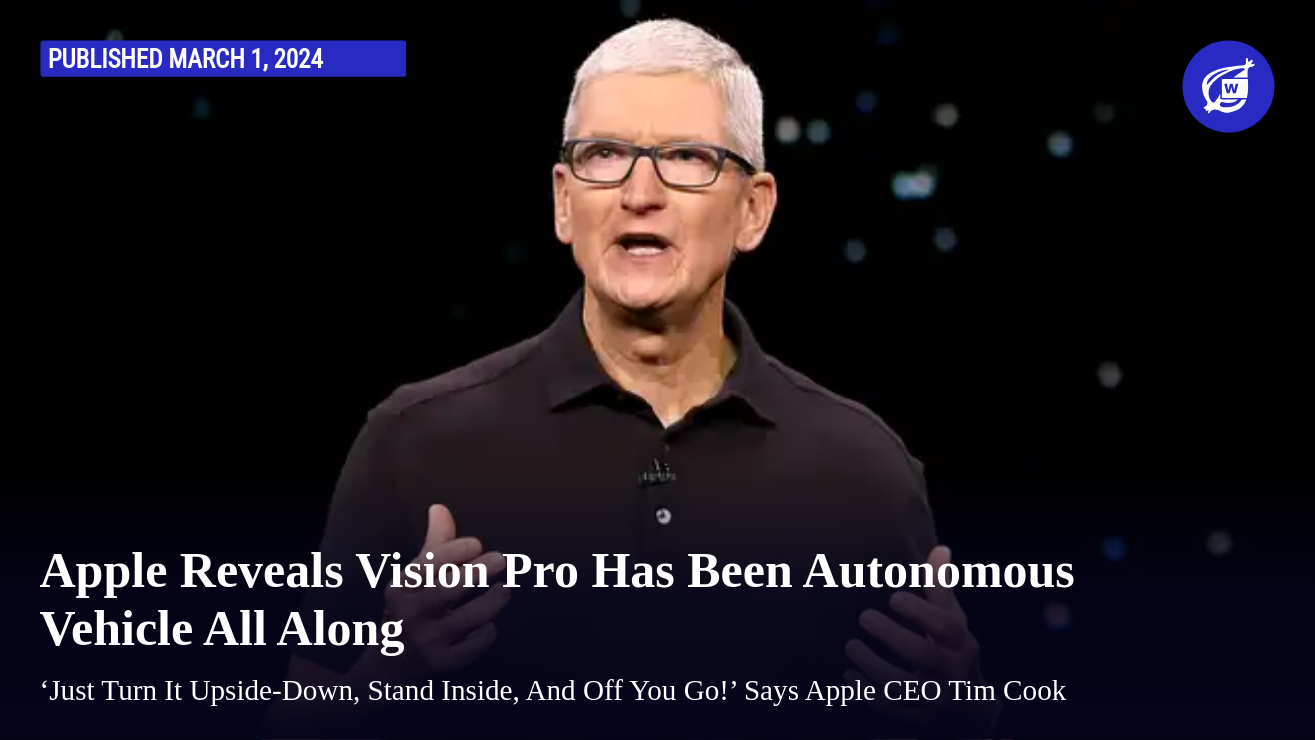 PUBLISHED MARCH 1, 2024
W
Apple Reveals Vision Pro Has Been Autonomous
Vehicle All Along
‘Just Turn It Upside-Down, Stand Inside, And Off You Go!’ Says Apple CEO Tim Cook